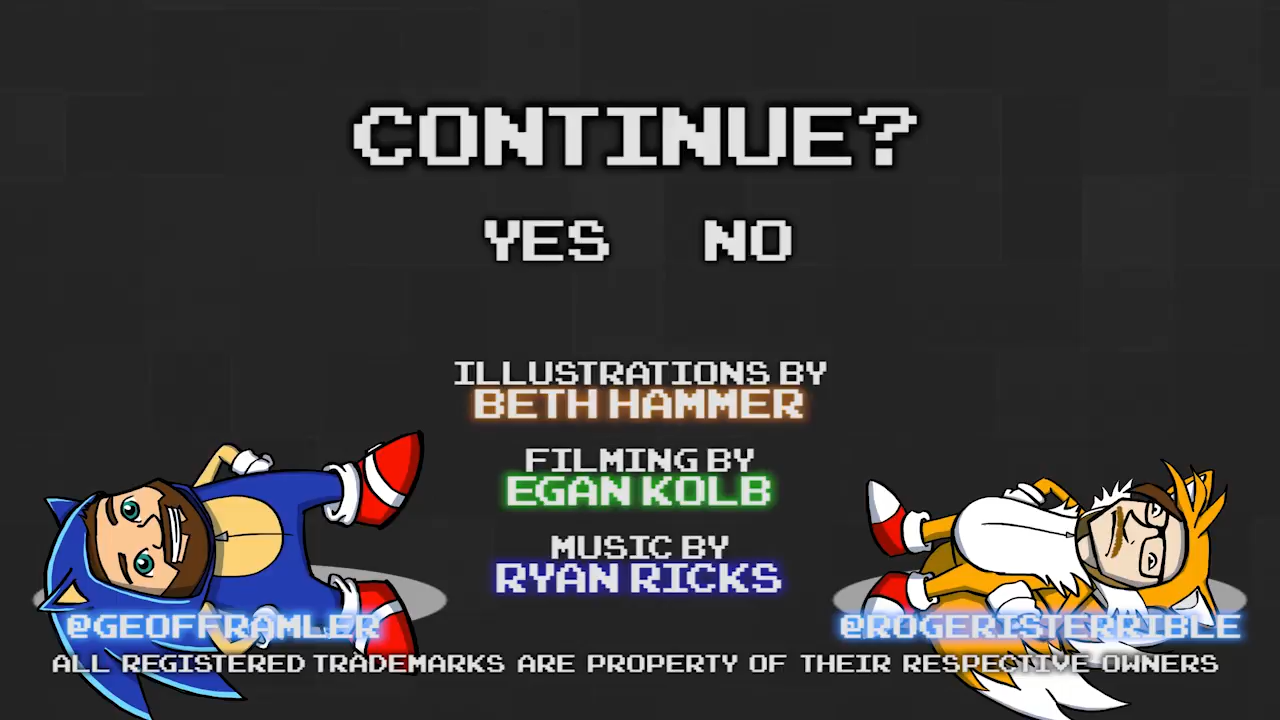 CONTINUE?
YES NO
ILLUSTRATIONS BY
BETH HAMMER
FILMING BY
EGAN KOLB
MUSIC BY
RYAN RICKS
@GEOFFRAMLER @ROGERISTERRIBLE
ALL REGISTERED TRADEMARKS ARE PROPERTY OF THEIR RESPECTIVE OWNERS